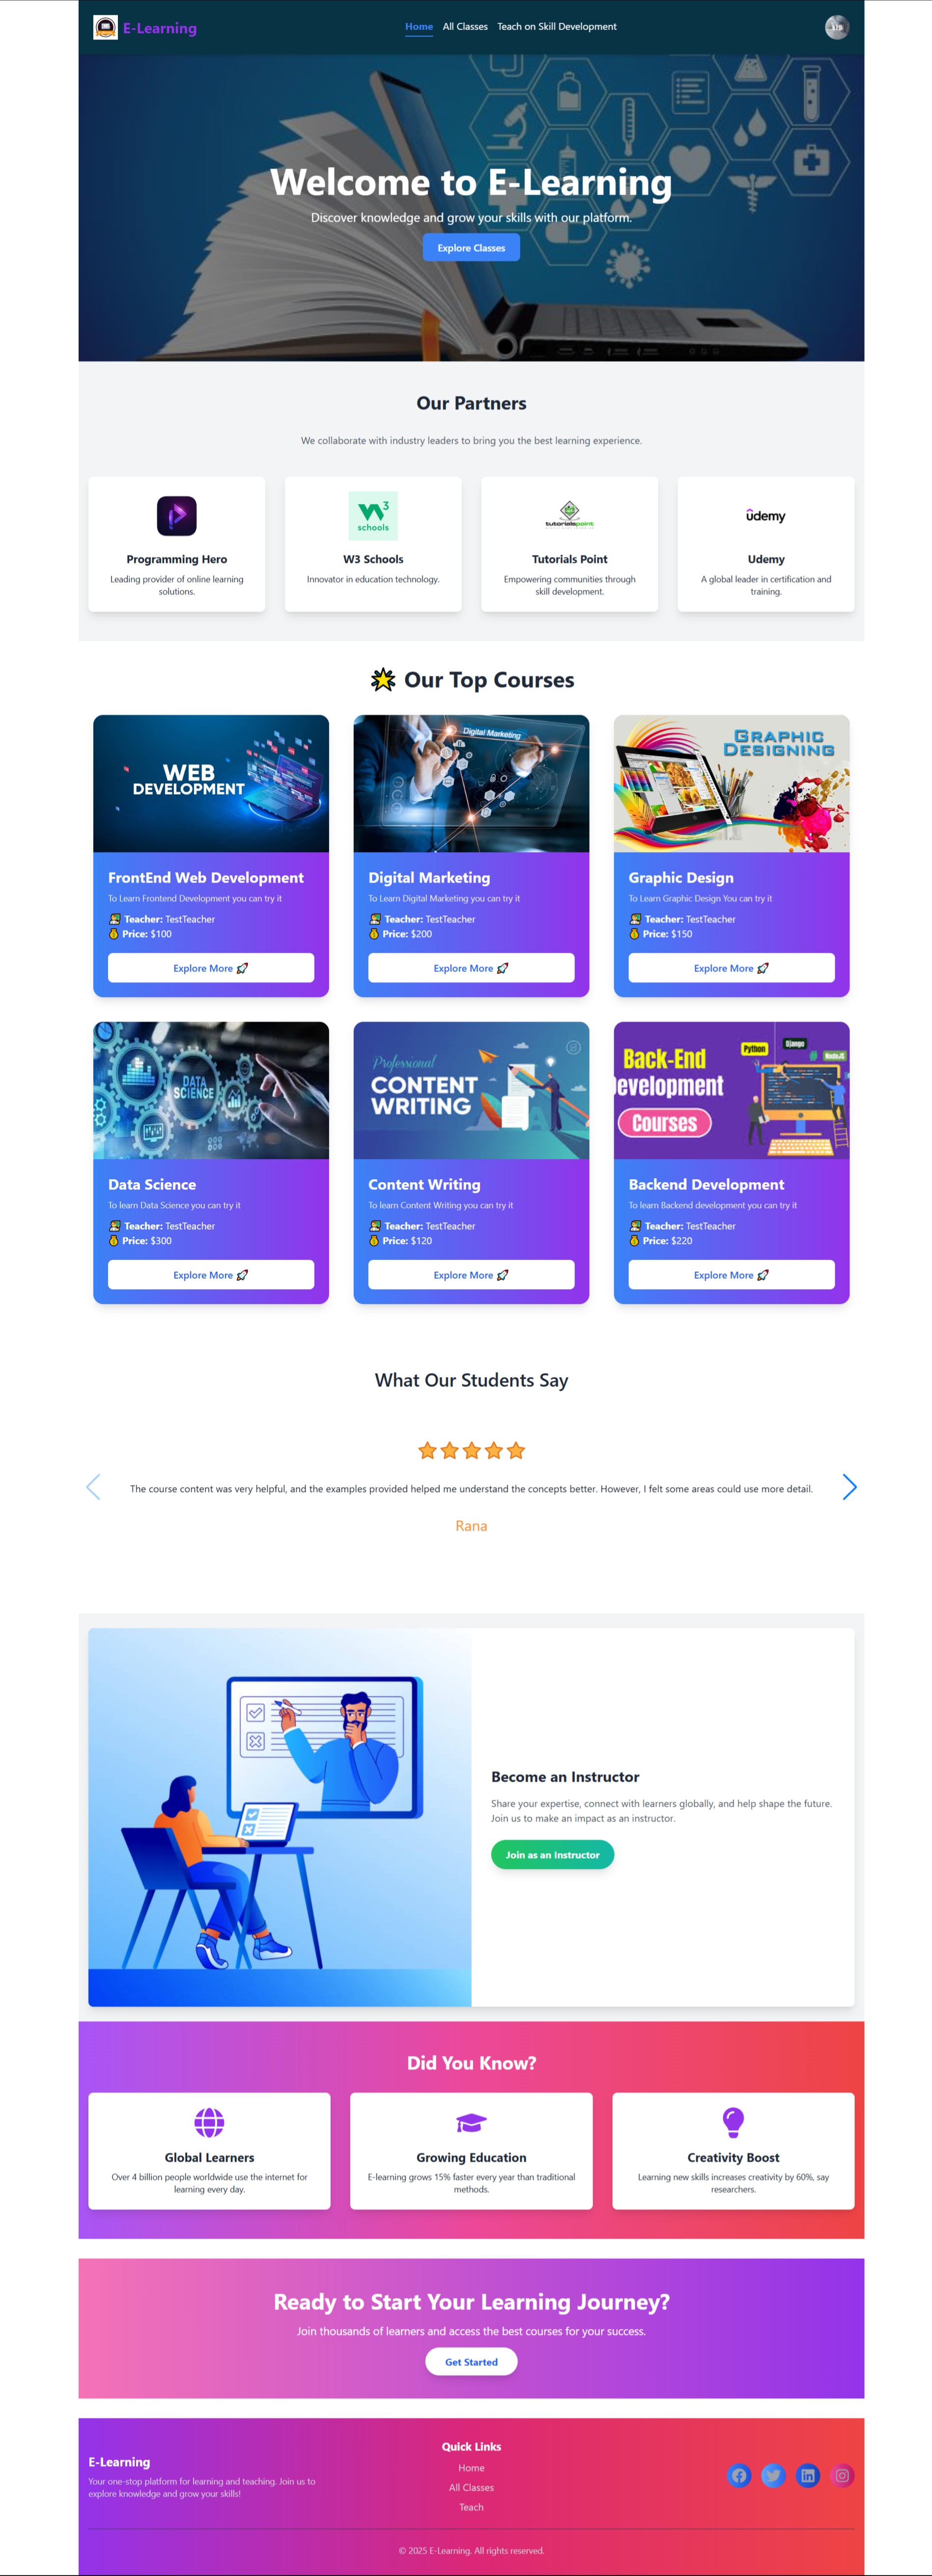 E-Learning
Home All Classes Teach on Skill Development
Welcome to E-Learning
Discover knowledge and grow your skills with our platform.
Explore Classes
Our Partners
We collaborate with industry leaders to bring you the best learning experience.
Programming Hero
Leading provider of online learning
solutions.
W3
schools
W3 Schools
Innovator in education technology.
tutorialspoint
Tutorials Point
Empowering communities through
skill development.
ûdemy
Udemy
A global leader in certification and
training.
Our Top Courses
WEB
DEVELOPMENT
FrontEnd Web Development
To Learn Frontend Development you can try it
Teacher: TestTeacher
Price: $100
Explore More
Digital Marketing
Digital Marketing
To Learn Digital Marketing you can try it
Teacher: TestTeacher
Price: $200
Explore More
GRAPHIC
DESIGNING
Graphic Design
To Learn Graphic Design You can try it
Teacher: TestTeacher
Price: $150
Explore More
DATA
SCIENCE
Data Science
To learn Data Science you can try it
Teacher: TestTeacher
Price: $300
Explore More
Professional
CONTENT
WRITING
Content Writing
To learn Content Writing you can try it
Teacher: TestTeacher
Price: $120
Explore More
Back-End
Development
Courses
Python
Django
NodeJS
Backend Development
To learn Backend development you can try it
Teacher: TestTeacher
Price: $220
Explore More
What Our Students Say
The course content was very helpful, and the examples provided helped me understand the concepts better. However, I felt some areas could use more detail.
Rana
Become an Instructor
Share your expertise, connect with learners globally, and help shape the future.
Join us to make an impact as an instructor.
Join as an Instructor
Did You Know?
Global Learners
Over 4 billion people worldwide use the internet for
learning every day.
Growing Education
E-learning grows 15% faster every year than traditional
methods.
Creativity Boost
Learning new skills increases creativity by 60%, say
researchers.
Ready to Start Your Learning Journey?
Join thousands of learners and access the best courses for your success.
Get Started
E-Learning
Your one-stop platform for learning and teaching. Join us to
explore knowledge and grow your skills!
Quick Links
Home
All Classes
Teach
© 2025 E-Learning. All rights reserved.